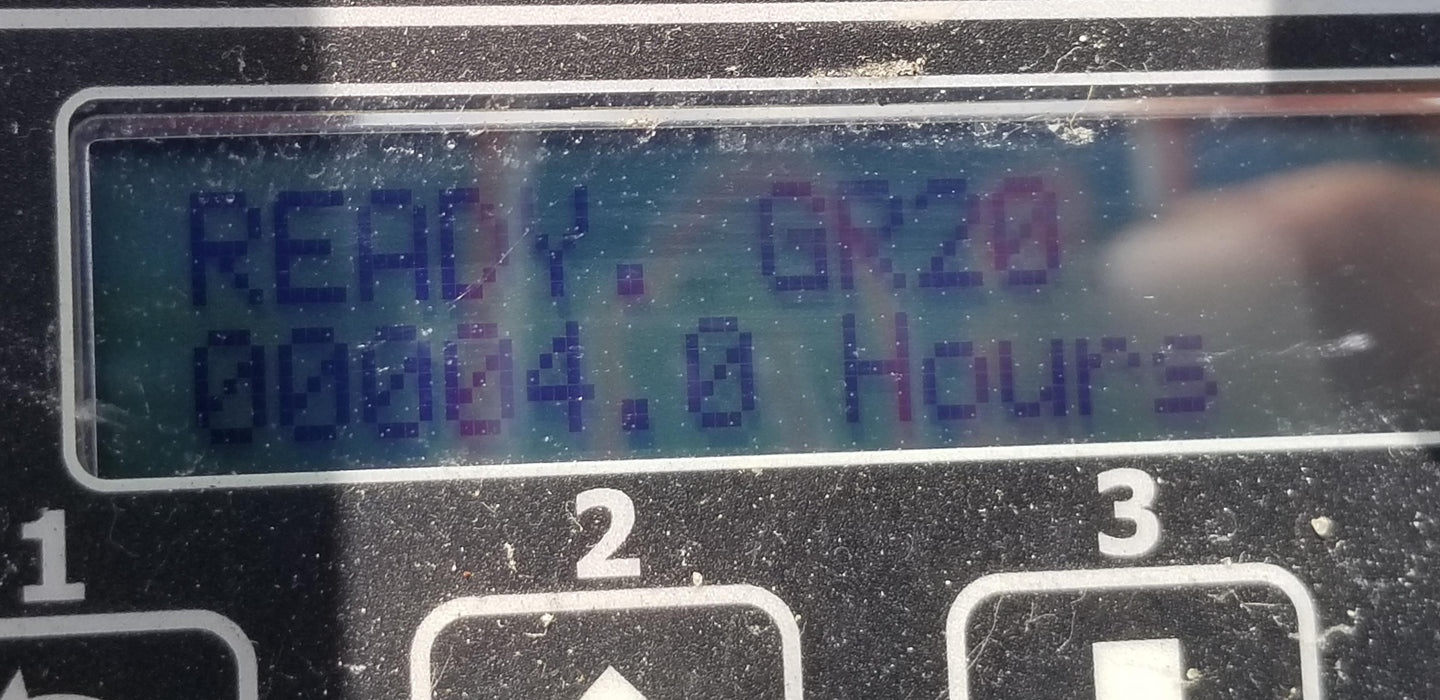 READY. GR20
00004.0 Hours
1 2 3